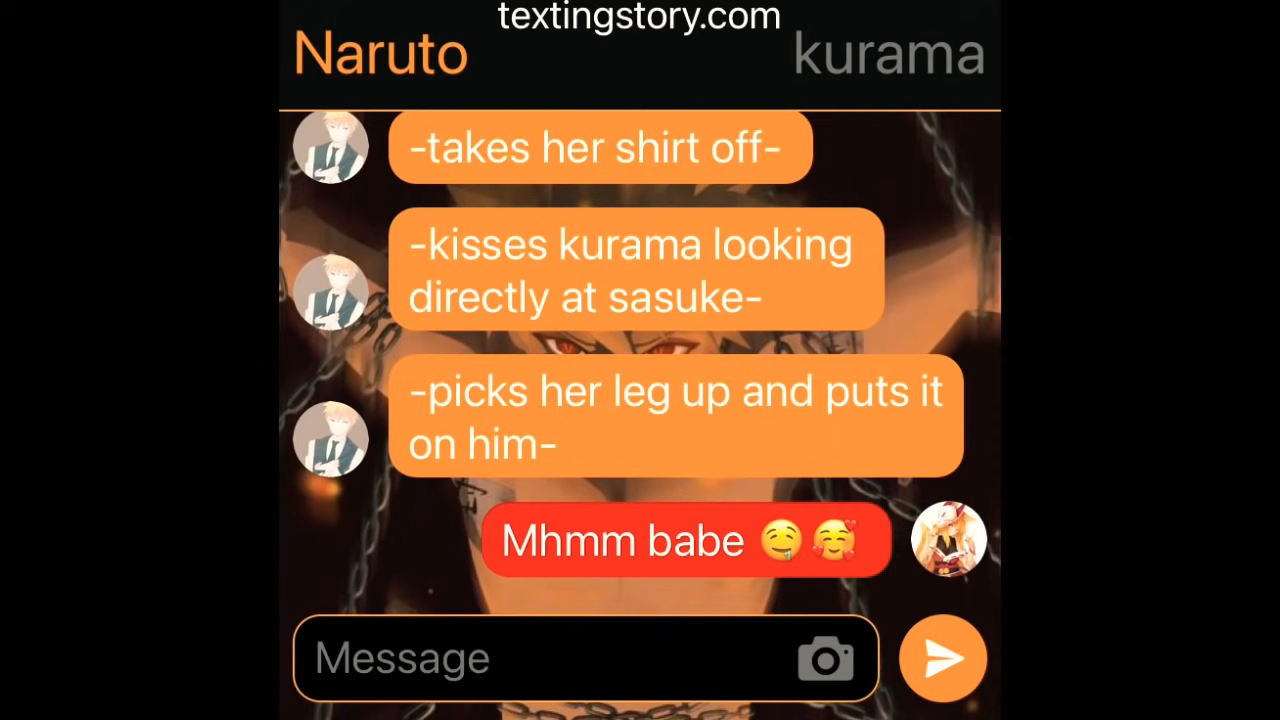 textingstory.com
Naruto
kurama
-takes her shirt off-
-kisses kurama looking
directly at sasuke-
-picks her leg up and puts it
on him-
Mhmm babe 🤤🥰
Message